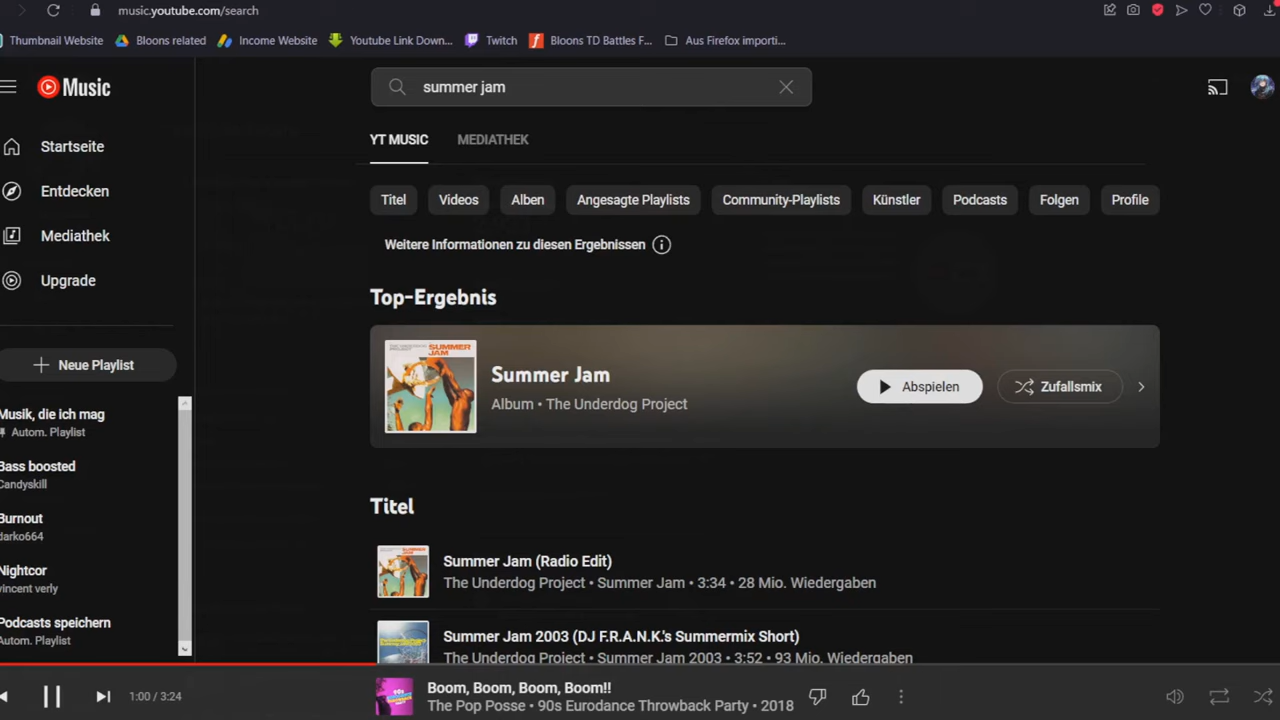 music.youtube.com/search
Thumbnail Website Bloons related Income Website Youtube Link Down... Twitch Bloons TD Battles F... Aus Firefox importi...
Music
summer jam
YT MUSIC MEDIATHEK
Startseite
Entdecken
Mediathek
Upgrade
Neue Playlist
Musik, die ich mag
Autom. Playlist
Bass boosted
Candyskill
Burnout
darko664
Nightcor
vincent verly
Podcasts speichern
Autom. Playlist
Titel Videos Alben Angesagte Playlists Community-Playlists Künstler Podcasts Folgen Profile
Weitere Informationen zu diesen Ergebnissen
Top-Ergebnis
SUMMER JAM
Summer Jam
Album • The Underdog Project
Abspielen Zufallsmix
Titel
Summer Jam (Radio Edit)
The Underdog Project • Summer Jam • 3:34 • 28 Mio. Wiedergaben
Summer Jam 2003 (DJ F.R.A.N.K.'s Summermix Short)
The Underdog Project • Summer Jam 2003 • 3:52 • 93 Mio. Wiedergaben
1:00 / 3:24
Boom, Boom, Boom, Boom!!
The Pop Posse • 90s Eurodance Throwback Party • 2018